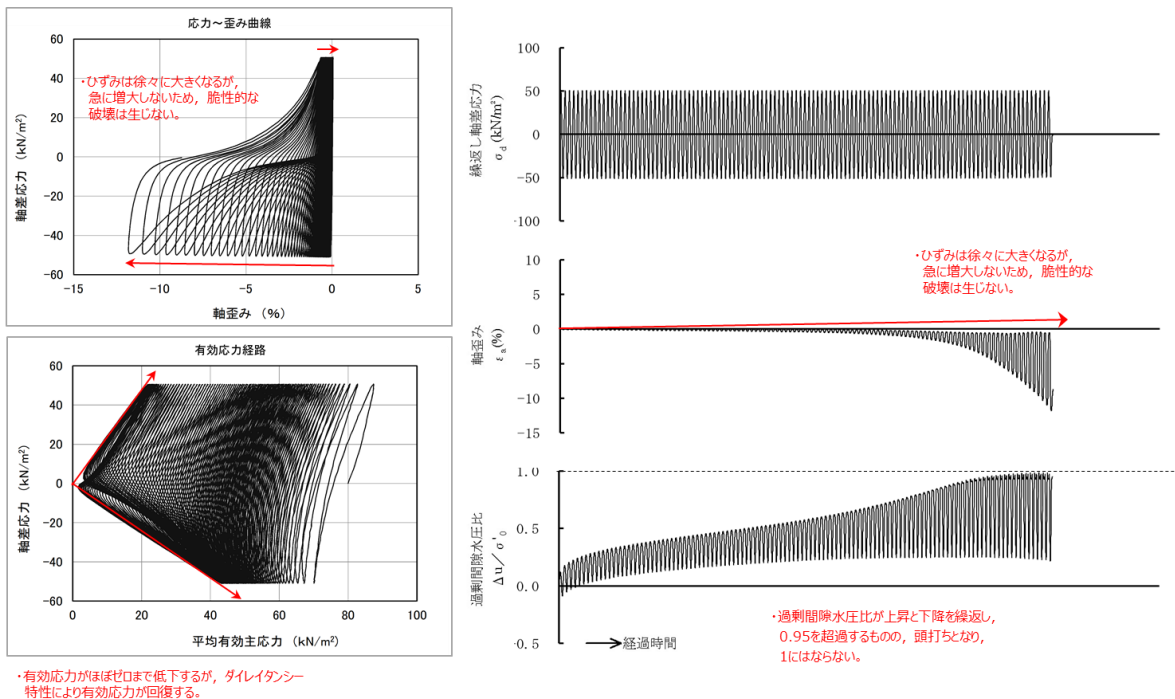 応力～歪み曲線
軸差応力 (kN/m²)
60
40
20
0
-20
-40
-60
-15
-10
-5
0
5
軸歪み (%)
・ひずみは徐々に大きくなるが，
急に増大しないため，脆性的な
破壊は生じない。
有効応力経路
軸差応力 (kN/m²)
60
40
20
0
-20
-40
-60
0
20
40
60
80
100
平均有効主応力 (kN/m²)
・有効応力がほぼゼロまで低下するが，ダイレイタンシー
特性により有効応力が回復する。
繰返し軸差応力
σd (kN/m²)
100
50
0
-50
-100
軸歪み
εa(%)
10
5
0
-5
-10
-15
・ひずみは徐々に大きくなるが，
急に増大しないため，脆性的な
破壊は生じない。
過剰間隙水圧比
Δu／σ'0
1.0
0.5
0.0
-0.5
経過時間
・過剰間隙水圧比が上昇と下降を繰返し，
0.95を超過するものの，頭打ちとなり，
1にはならない。